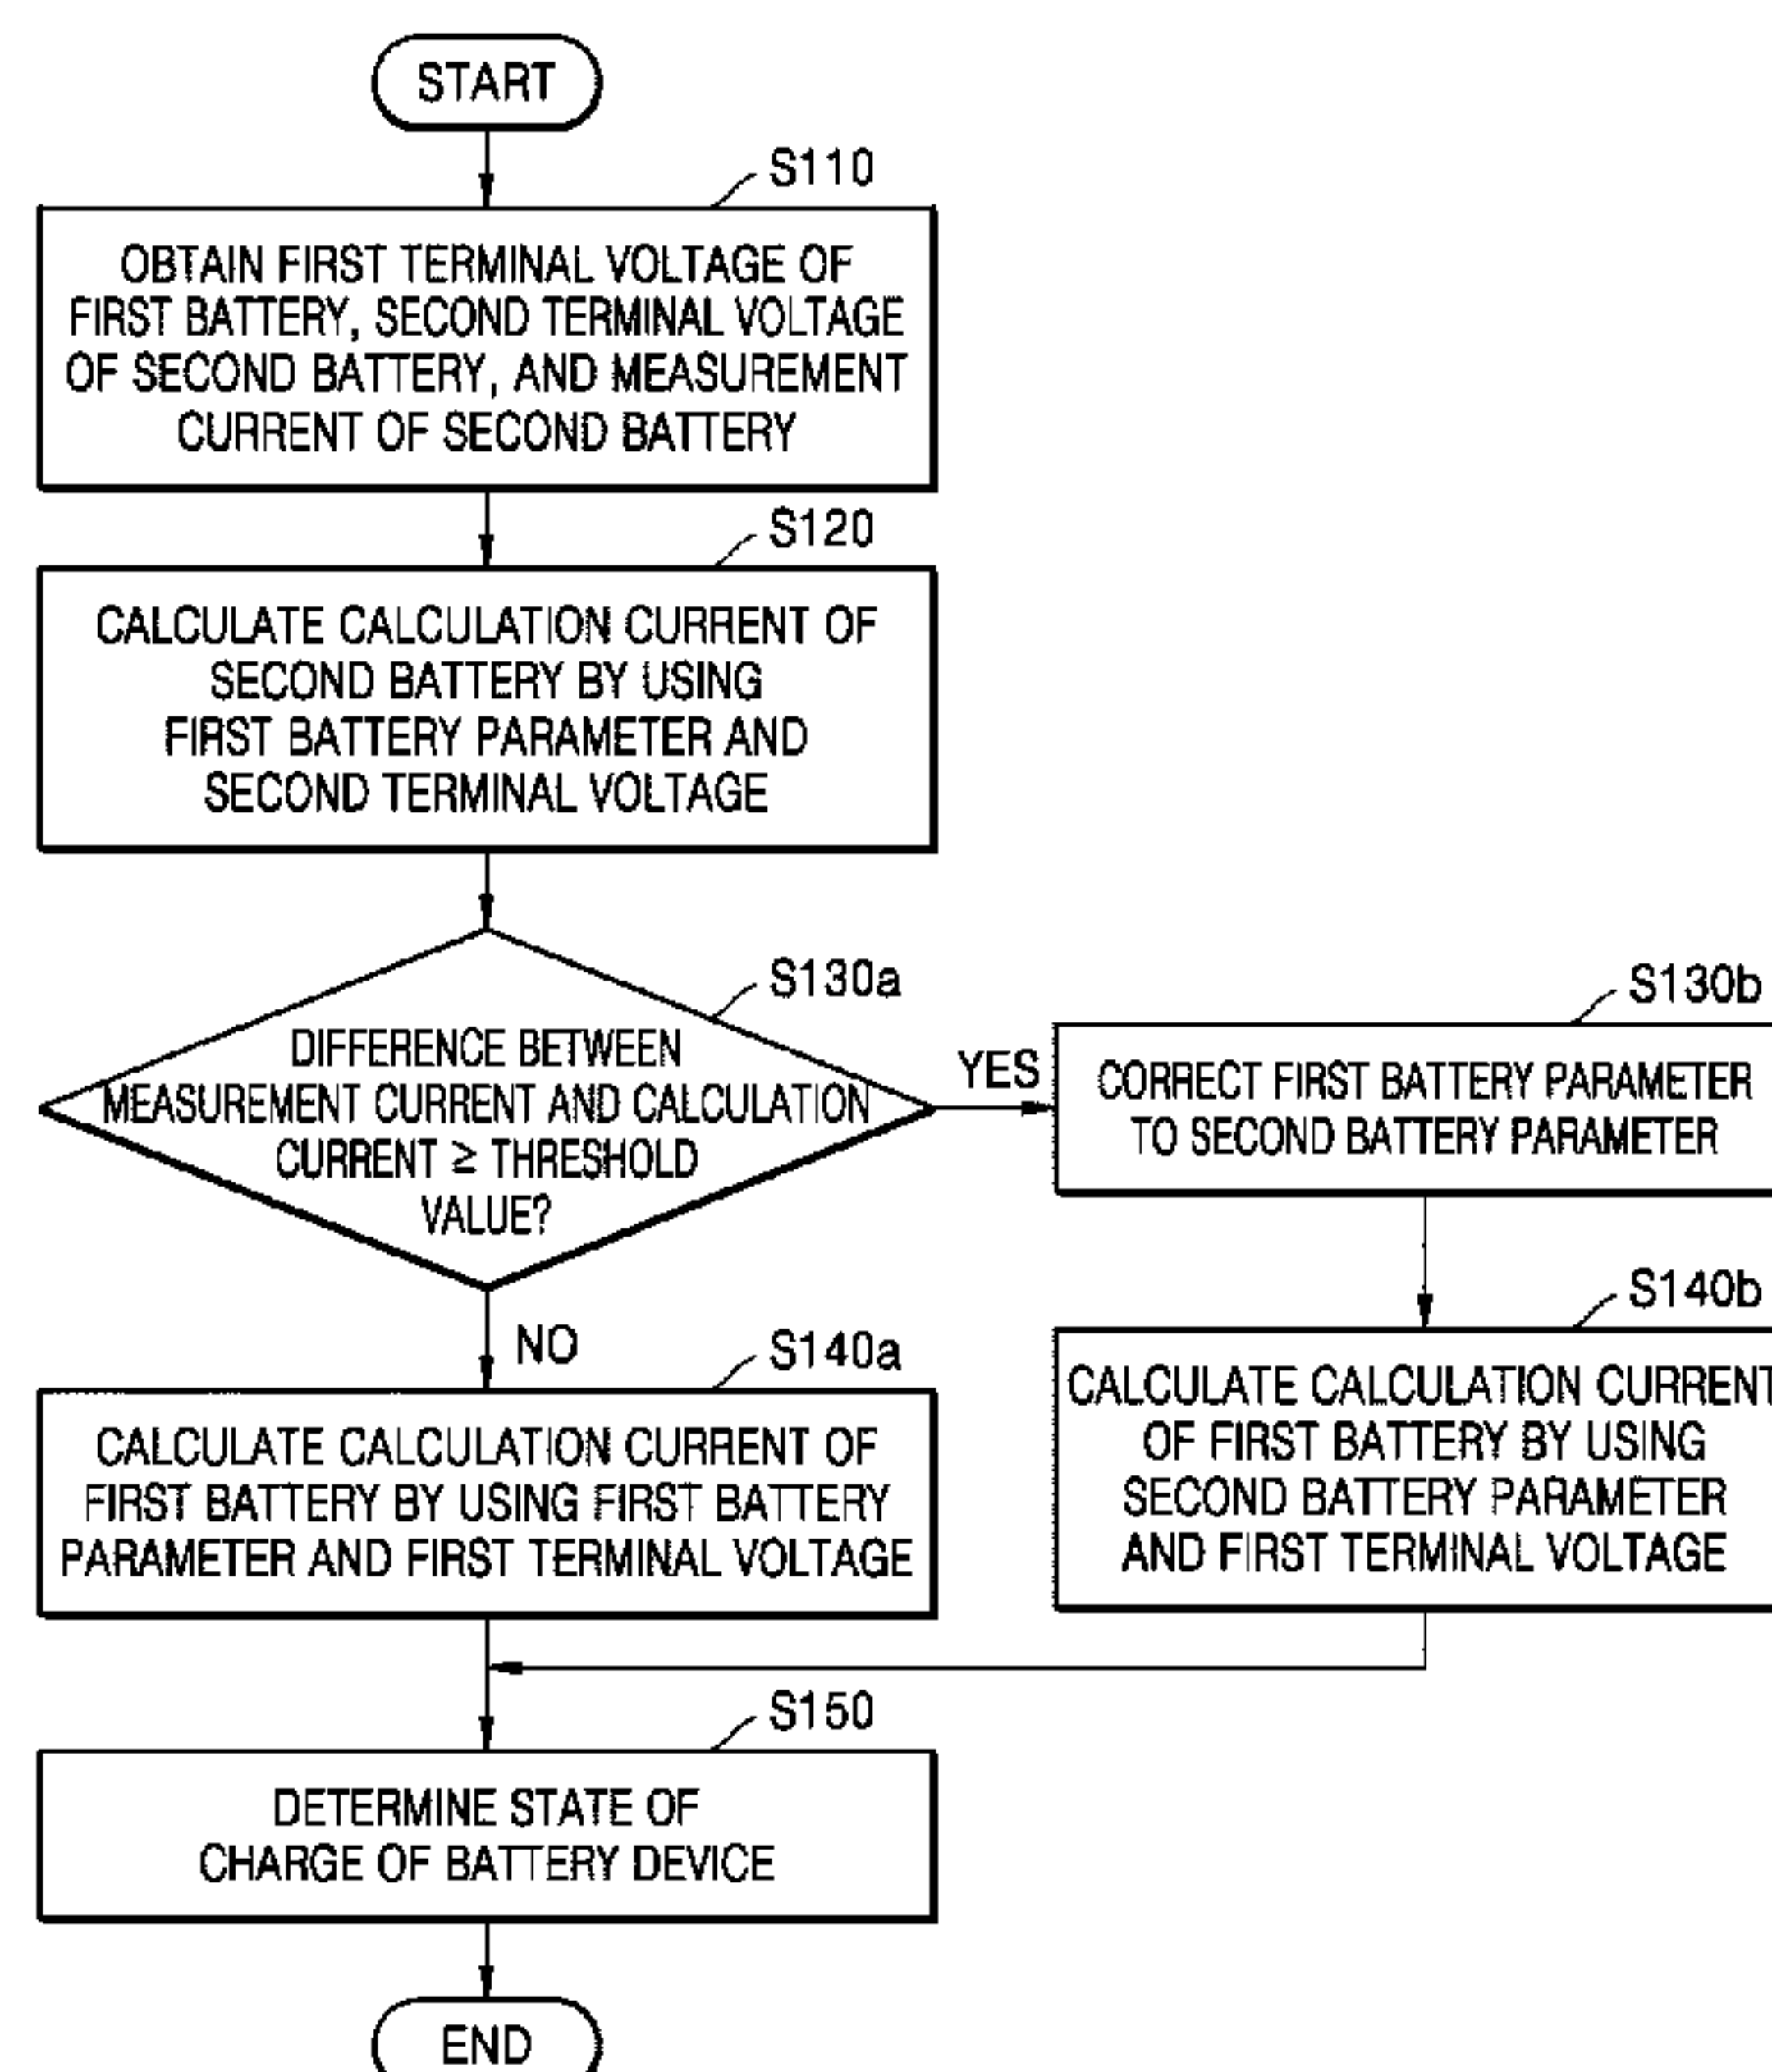 START
S110
OBTAIN FIRST TERMINAL VOLTAGE OF
FIRST BATTERY, SECOND TERMINAL VOLTAGE
OF SECOND BATTERY, AND MEASUREMENT
CURRENT OF SECOND BATTERY
S120
CALCULATE CALCULATION CURRENT OF
SECOND BATTERY BY USING
FIRST BATTERY PARAMETER AND
SECOND TERMINAL VOLTAGE
S130a
DIFFERENCE BETWEEN
MEASUREMENT CURRENT AND CALCULATION
CURRENT ≥ THRESHOLD
VALUE?
YES
S130b
CORRECT FIRST BATTERY PARAMETER
TO SECOND BATTERY PARAMETER
NO
S140a
CALCULATE CALCULATION CURRENT OF
FIRST BATTERY BY USING FIRST BATTERY
PARAMETER AND FIRST TERMINAL VOLTAGE
S140b
CALCULATE CALCULATION CURRENT
OF FIRST BATTERY BY USING
SECOND BATTERY PARAMETER
AND FIRST TERMINAL VOLTAGE
S150
DETERMINE STATE OF
CHARGE OF BATTERY DEVICE
END